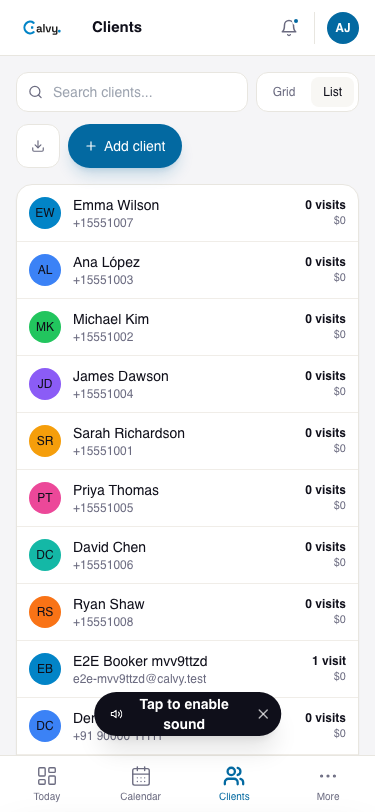 Calvy.
Clients
AJ
Search clients...
Grid
List
Add client
EW
Emma Wilson
0 visits
+15551007
$0
AL
Ana López
0 visits
+15551003
$0
MK
Michael Kim
0 visits
+15551002
$0
JD
James Dawson
0 visits
+15551004
$0
SR
Sarah Richardson
0 visits
+15551001
$0
PT
Priya Thomas
0 visits
+15551005
$0
DC
David Chen
0 visits
+15551006
$0
RS
Ryan Shaw
0 visits
+15551008
$0
EB
E2E Booker mvv9ttzd
1 visit
e2e-mvv9ttzd@calvy.test
$0
DC
0 visits
+91
$0
Tap to enable
sound
Today
Calendar
Clients
More